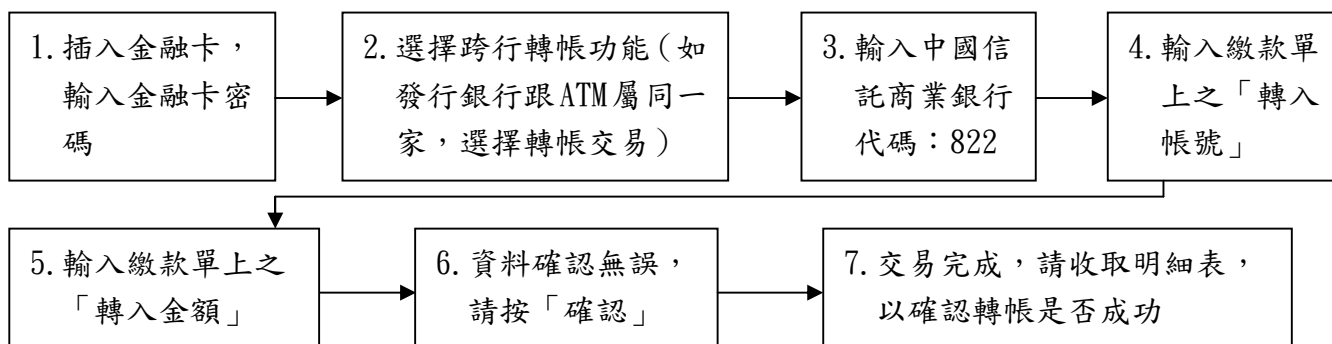 1.插入金融卡，
輸入金融卡密
碼
2.選擇跨行轉帳功能(如
發行銀行跟ATM屬同一
家，選擇轉帳交易)
3.輸入中國信
託商業銀行
代碼：822
4.輸入繳款單
上之「轉入
帳號」
5.輸入繳款單上之
「轉入金額」
6.資料確認無誤，
請按「確認」
7.交易完成，請收取明細表，
以確認轉帳是否成功